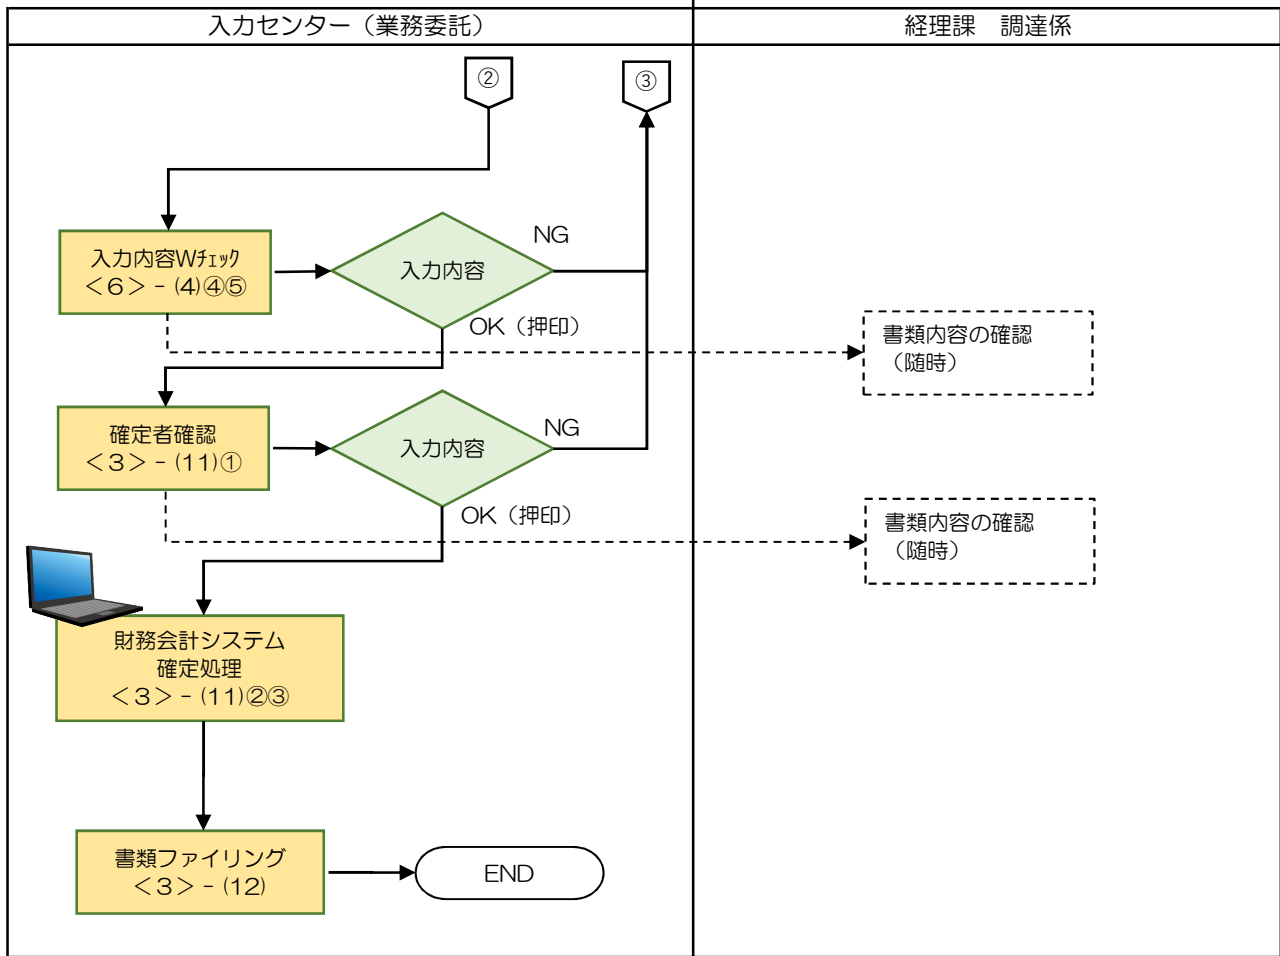 入力センター（業務委託）
経理課　調達係
②
③
入力内容Wﾁｪｯｸ
＜６＞－(4)④⑤
入力内容
NG
OK（押印）
書類内容の確認
（随時）
確定者確認
＜３＞－(11)①
入力内容
NG
OK（押印）
書類内容の確認
（随時）
財務会計システム
確定処理
＜３＞－(11)②③
書類ファイリング
＜３＞－(12)
END